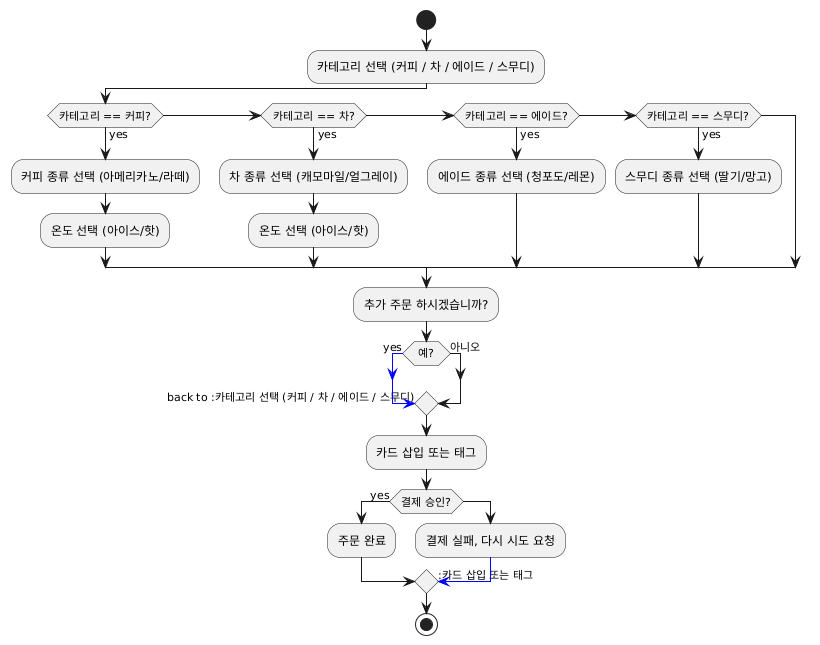 카테고리 선택 (커피 / 차 / 에이드 / 스무디)
카테고리 == 커피?
카테고리 == 차?
카테고리 == 에이드?
카테고리 == 스무디?
yes
yes
yes
yes
커피 종류 선택 (아메리카노/라떼)
차 종류 선택 (캐모마일/얼그레이)
에이드 종류 선택 (청포도/레몬)
스무디 종류 선택 (딸기/망고)
온도 선택 (아이스/핫)
온도 선택 (아이스/핫)
추가 주문 하시겠습니까?
yes
예?
아니오
back to :카테고리 선택 (커피 / 차 / 에이드 / 스무디)
카드 삽입 또는 태그
yes
결제 승인?
주문 완료
결제 실패, 다시 시도 요청
:카드 삽입 또는 태그